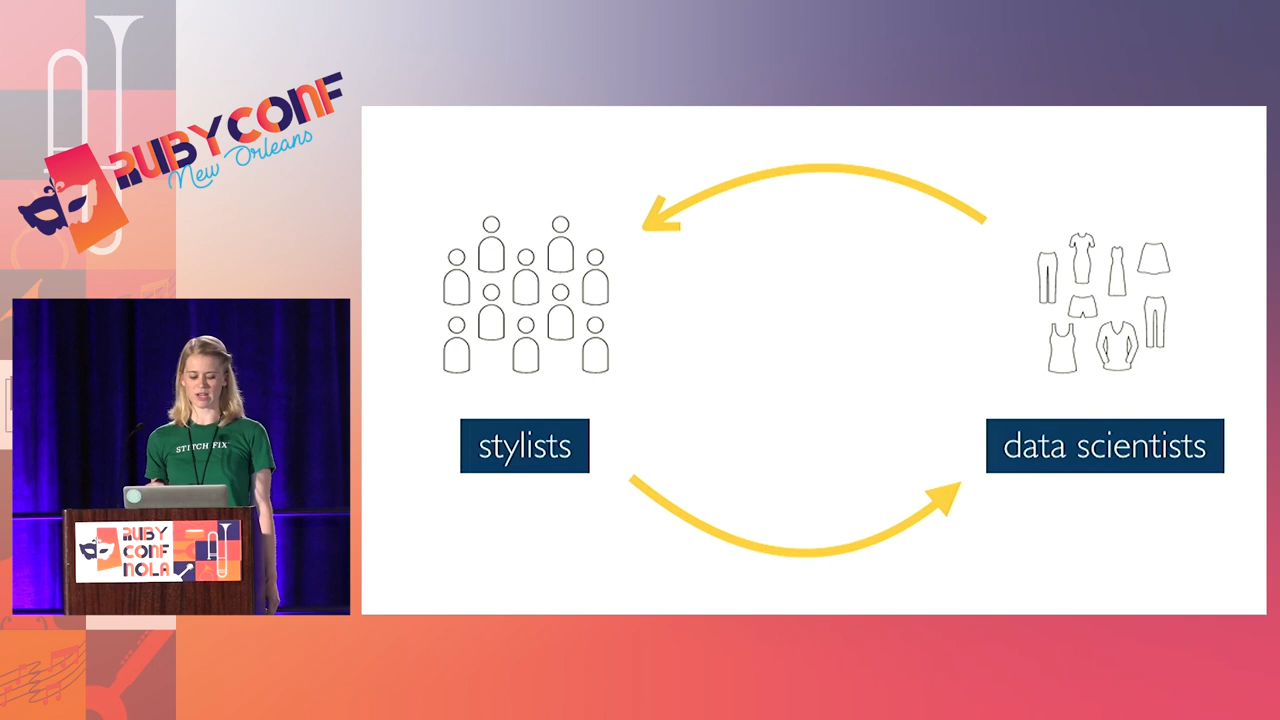 RUBYCONF
New Orleans
STITCH FIX
RUBY
CONF
NOLA
stylists
data scientists